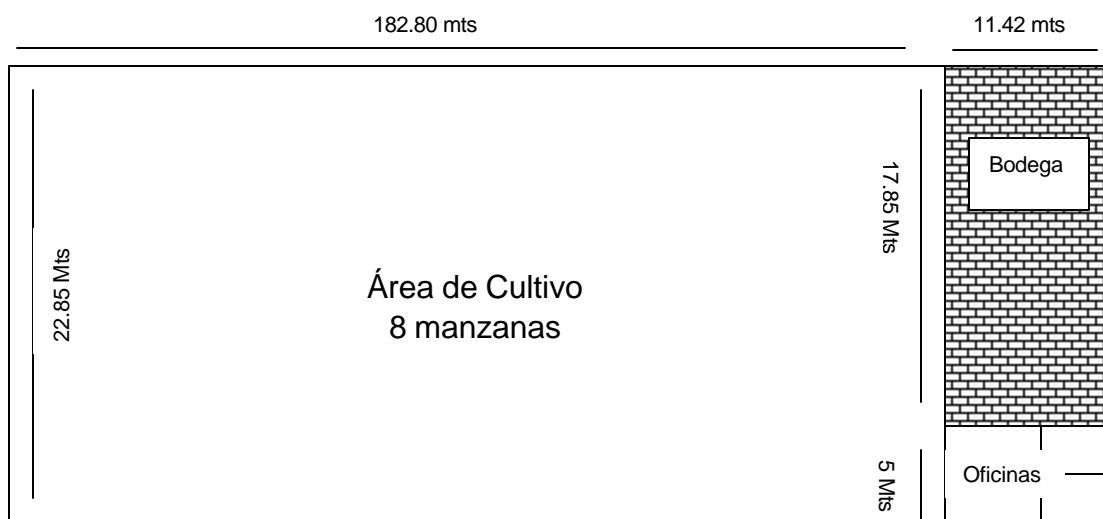 182.80 mts
11.42 mts
22.85 Mts
Área de Cultivo
8 manzanas
17.85 Mts
Bodega
5 Mts
Oficinas